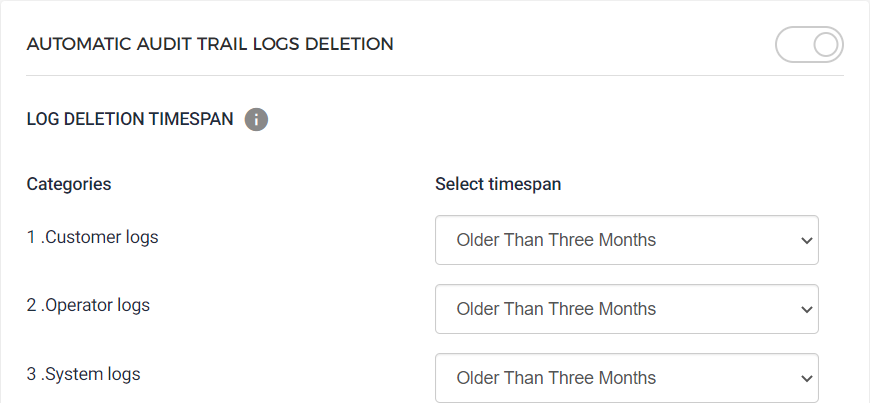 AUTOMATIC AUDIT TRAIL LOGS DELETION
LOG DELETION TIMESPAN i
Categories Select timespan
1 .Customer logs Older Than Three Months
2 .Operator logs Older Than Three Months
3 .System logs Older Than Three Months